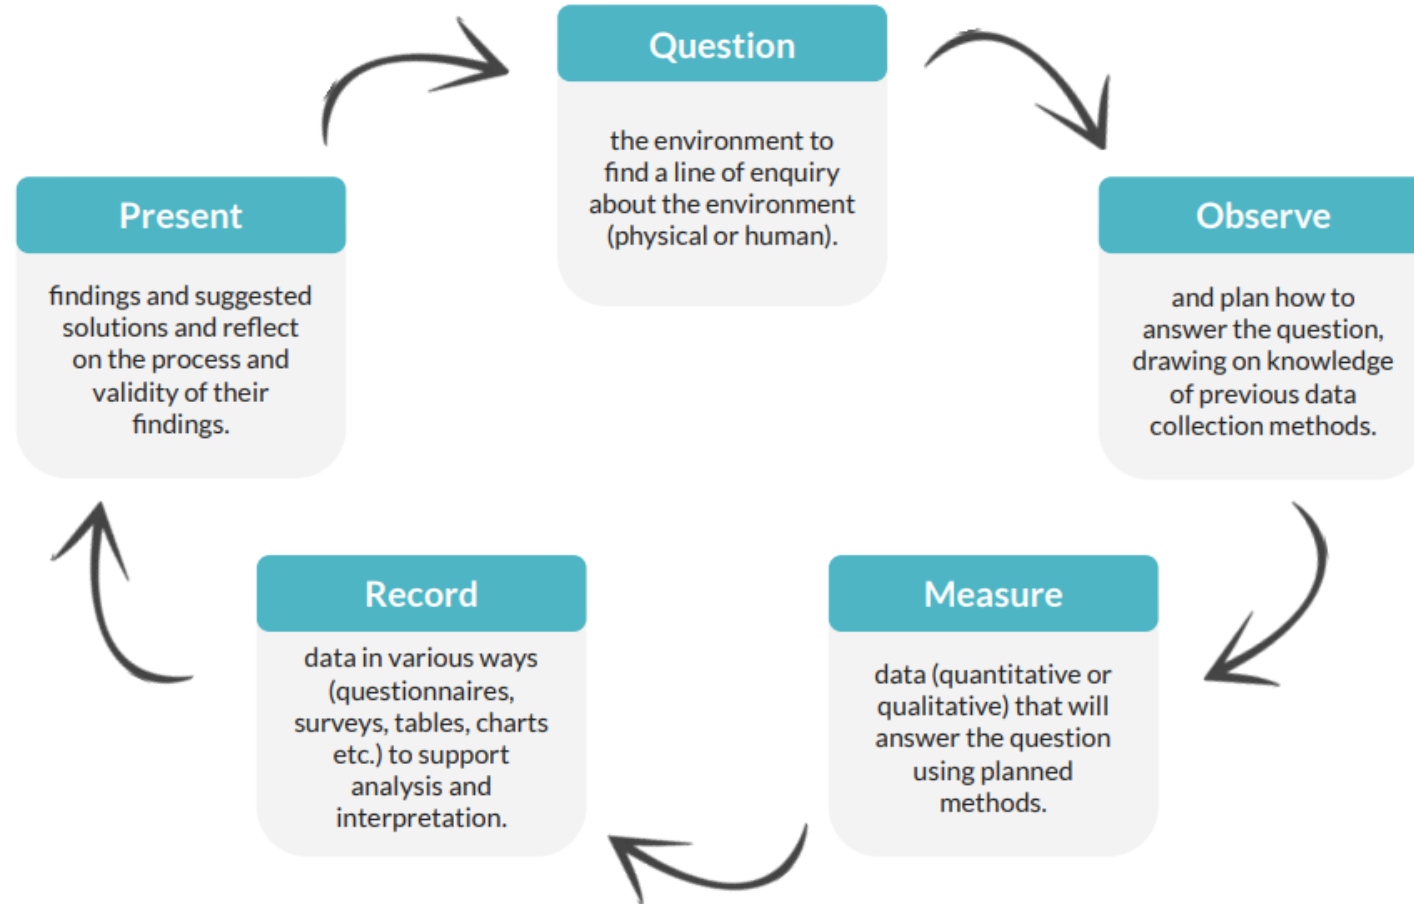 Question
the environment to
find a line of enquiry
about the environment
(physical or human).
Observe
and plan how to
answer the question,
drawing on knowledge
of previous data
collection methods.
Measure
data (quantitative or
qualitative) that will
answer the question
using planned
methods.
Record
data in various ways
(questionnaires,
surveys, tables, charts
etc.) to support
analysis and
interpretation.
Present
findings and suggested
solutions and reflect
on the process and
validity of their
findings.